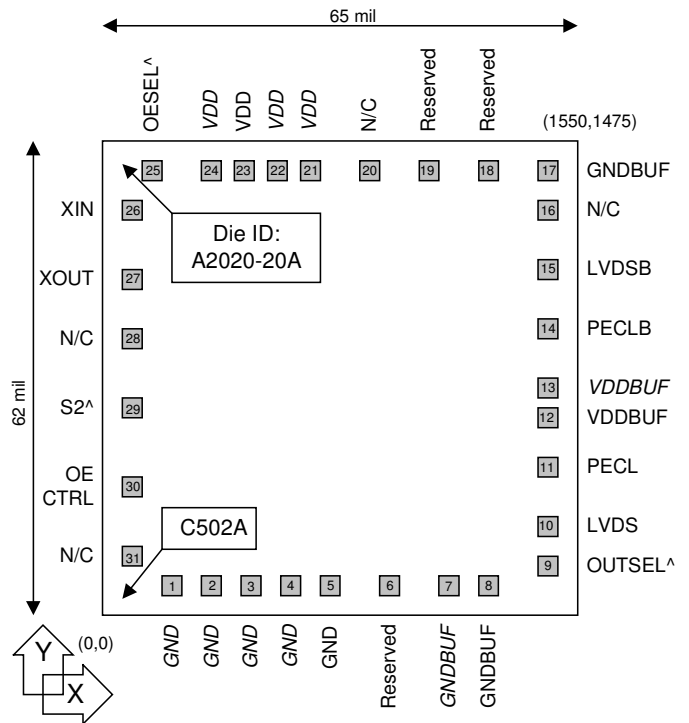 65 mil
OESEL^
VDD
VDD
VDD
VDD
N/C
Reserved
Reserved
(1550,1475)
25
24
23
22
21
20
19
18
17
GNDBUF
XIN
26
16
N/C
Die ID:
A2020-20A
XOUT
27
15
LVDSB
N/C
28
14
PECLB
62 mil
13
VDDBUF
S2^
29
12
VDDBUF
OE
CTRL
30
11
PECL
C502A
10
LVDS
N/C
31
9
OUTSEL^
1
2
3
4
5
6
7
8
GND
GND
GND
GND
GND
Reserved
GNDBUF
GNDBUF
Y
(0,0)
X